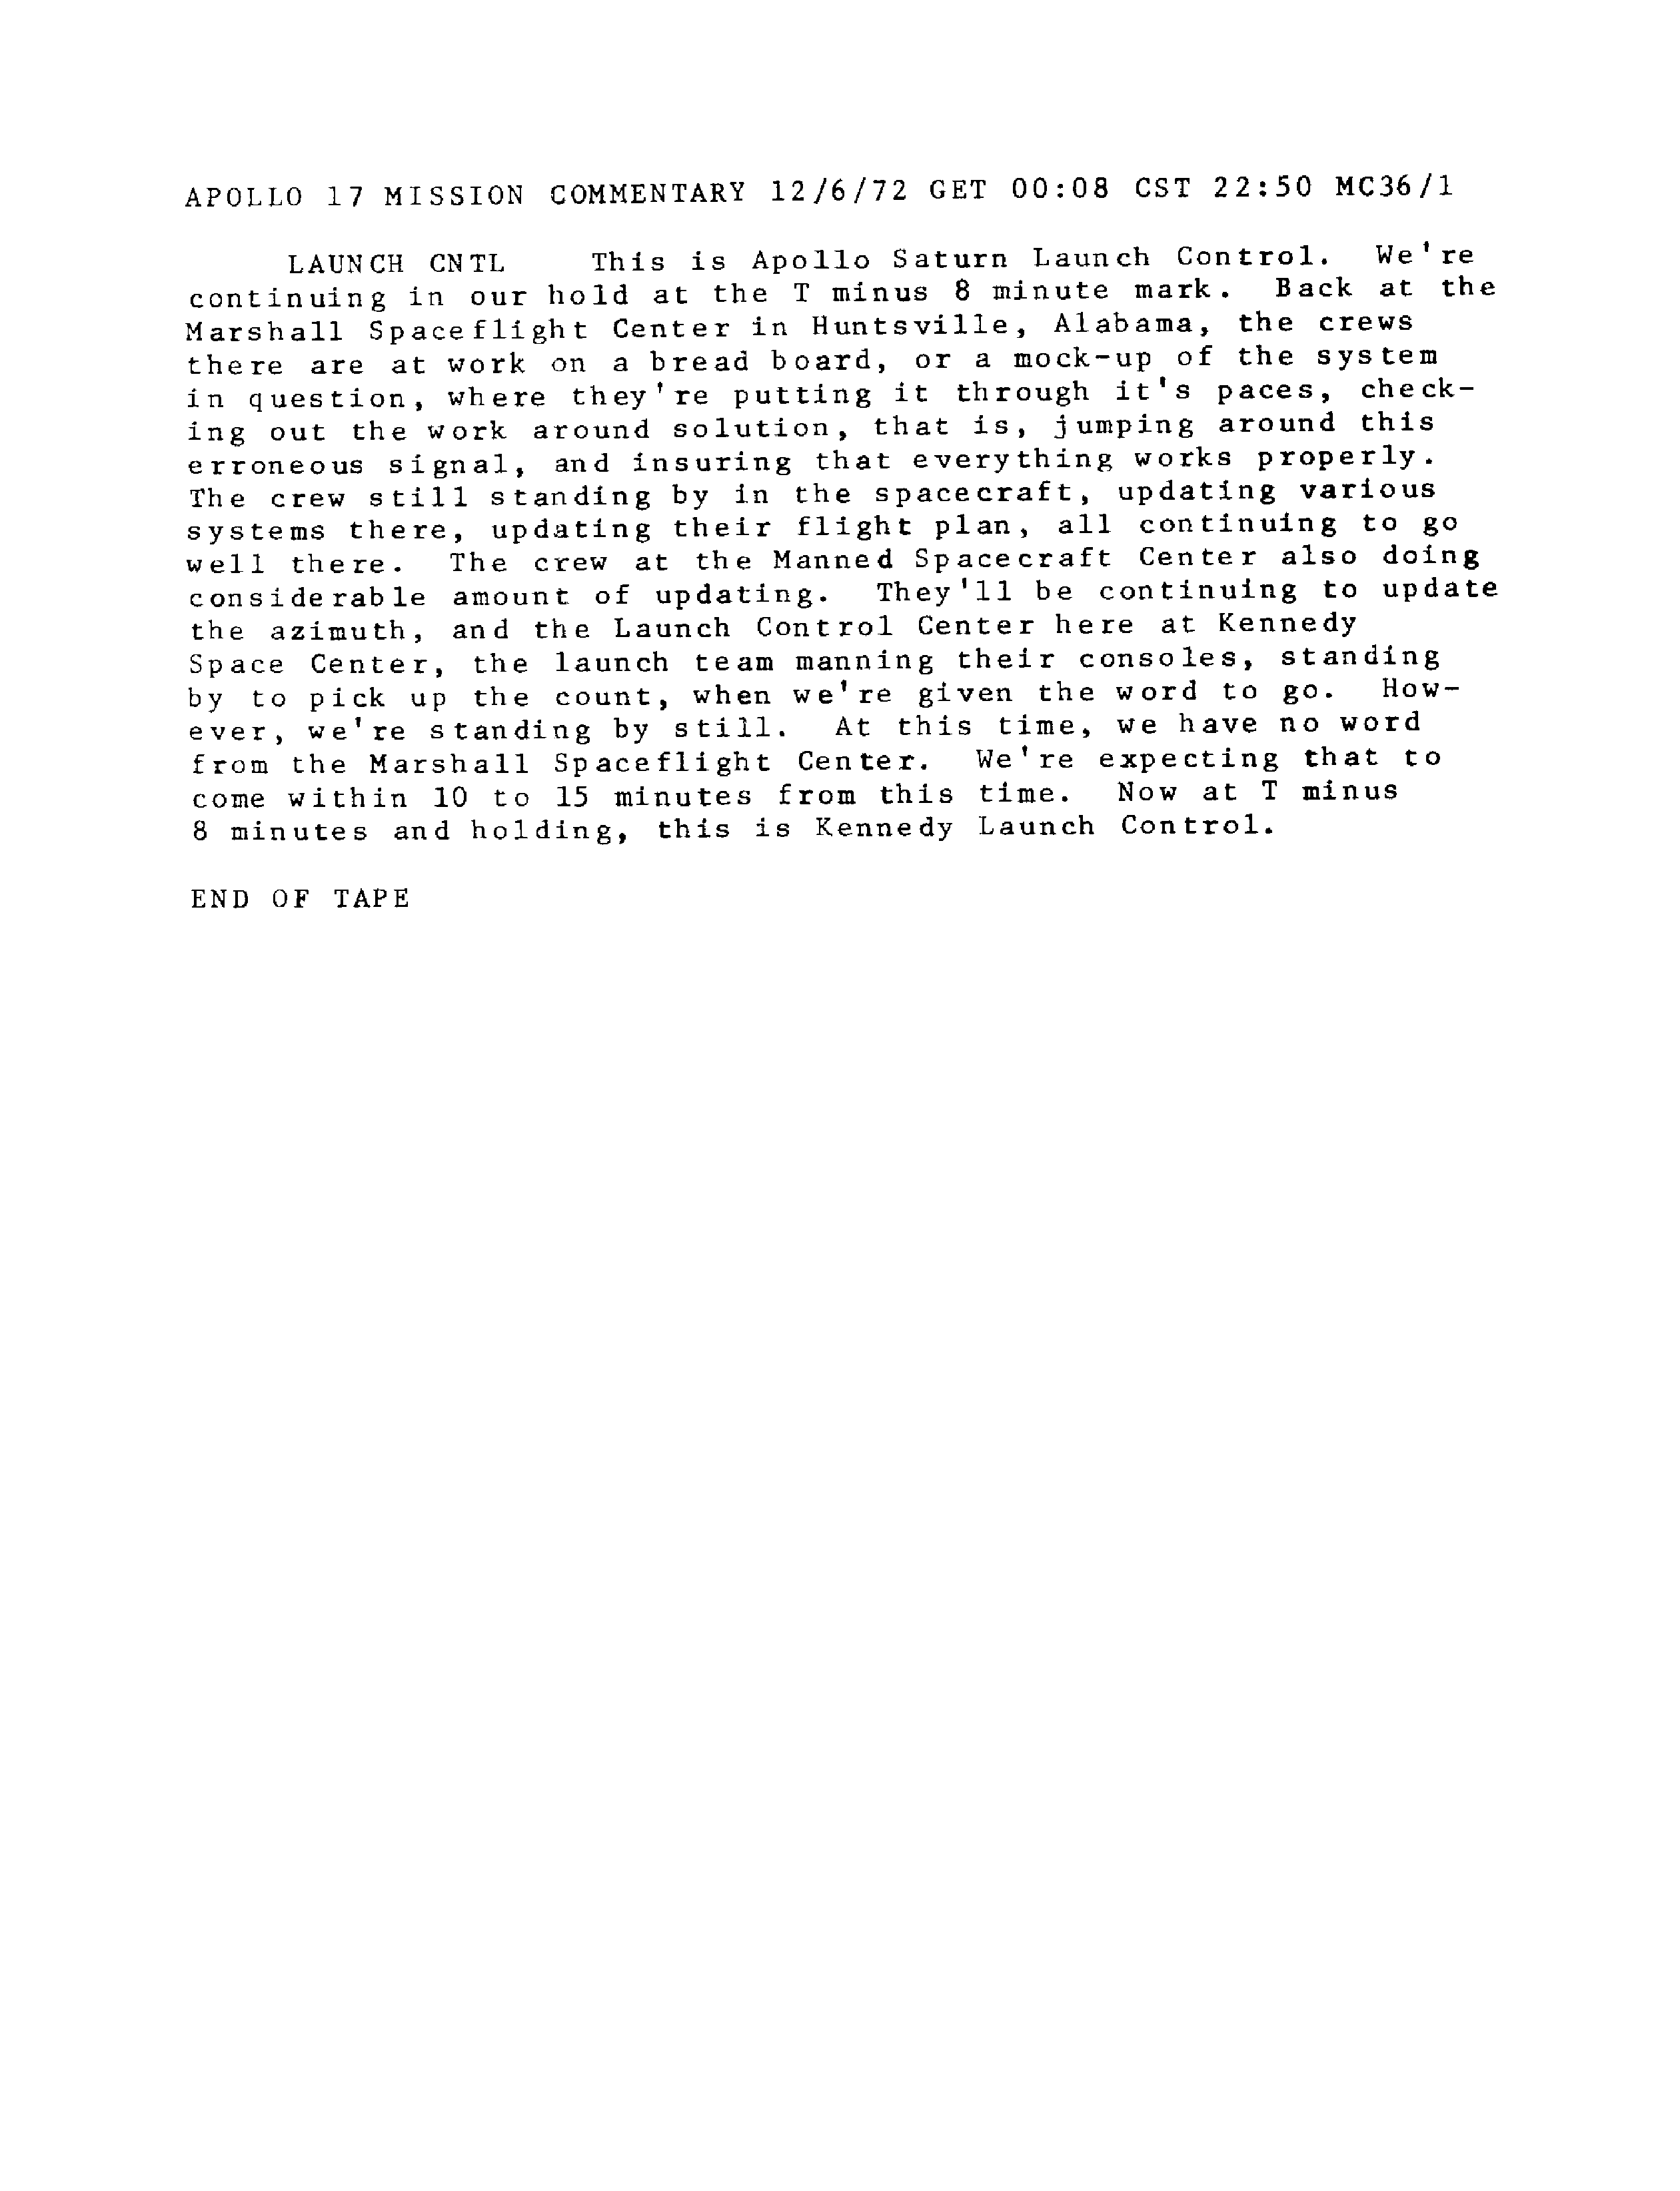 APOLLO 17 MISSION COMMENTARY 12/6/72 GET 00:08 CST 22:50 MC36/1
LAUNCH CNTL This is Apollo Saturn Launch Control. We're
continuing in our hold at the T minus 8 minute mark. Back at the
Marshall Spaceflight Center in Huntsville, Alabama, the crews
there are at work on a bread board, or a mock-up of the system
in question, where they're putting it through it's paces, check-
ing out the work around solution, that is, jumping around this
erroneous signal, and insuring that everything works properly.
The crew still standing by in the spacecraft, updating various
systems there, updating their flight plan, all continuing to go
well there. The crew at the Manned Spacecraft Center also doing
considerable amount of updating. They'll be continuing to update
the azimuth, and the Launch Control Center here at Kennedy
Space Center, the launch team manning their consoles, standing
by to pick up the count, when we're given the word to go. How-
ever, we're standing by still. At this time, we have no word
from the Marshall Spaceflight Center. We're expecting that to
come within 10 to 15 minutes from this time. Now at T minus
8 minutes and holding, this is Kennedy Launch Control.
END OF TAPE